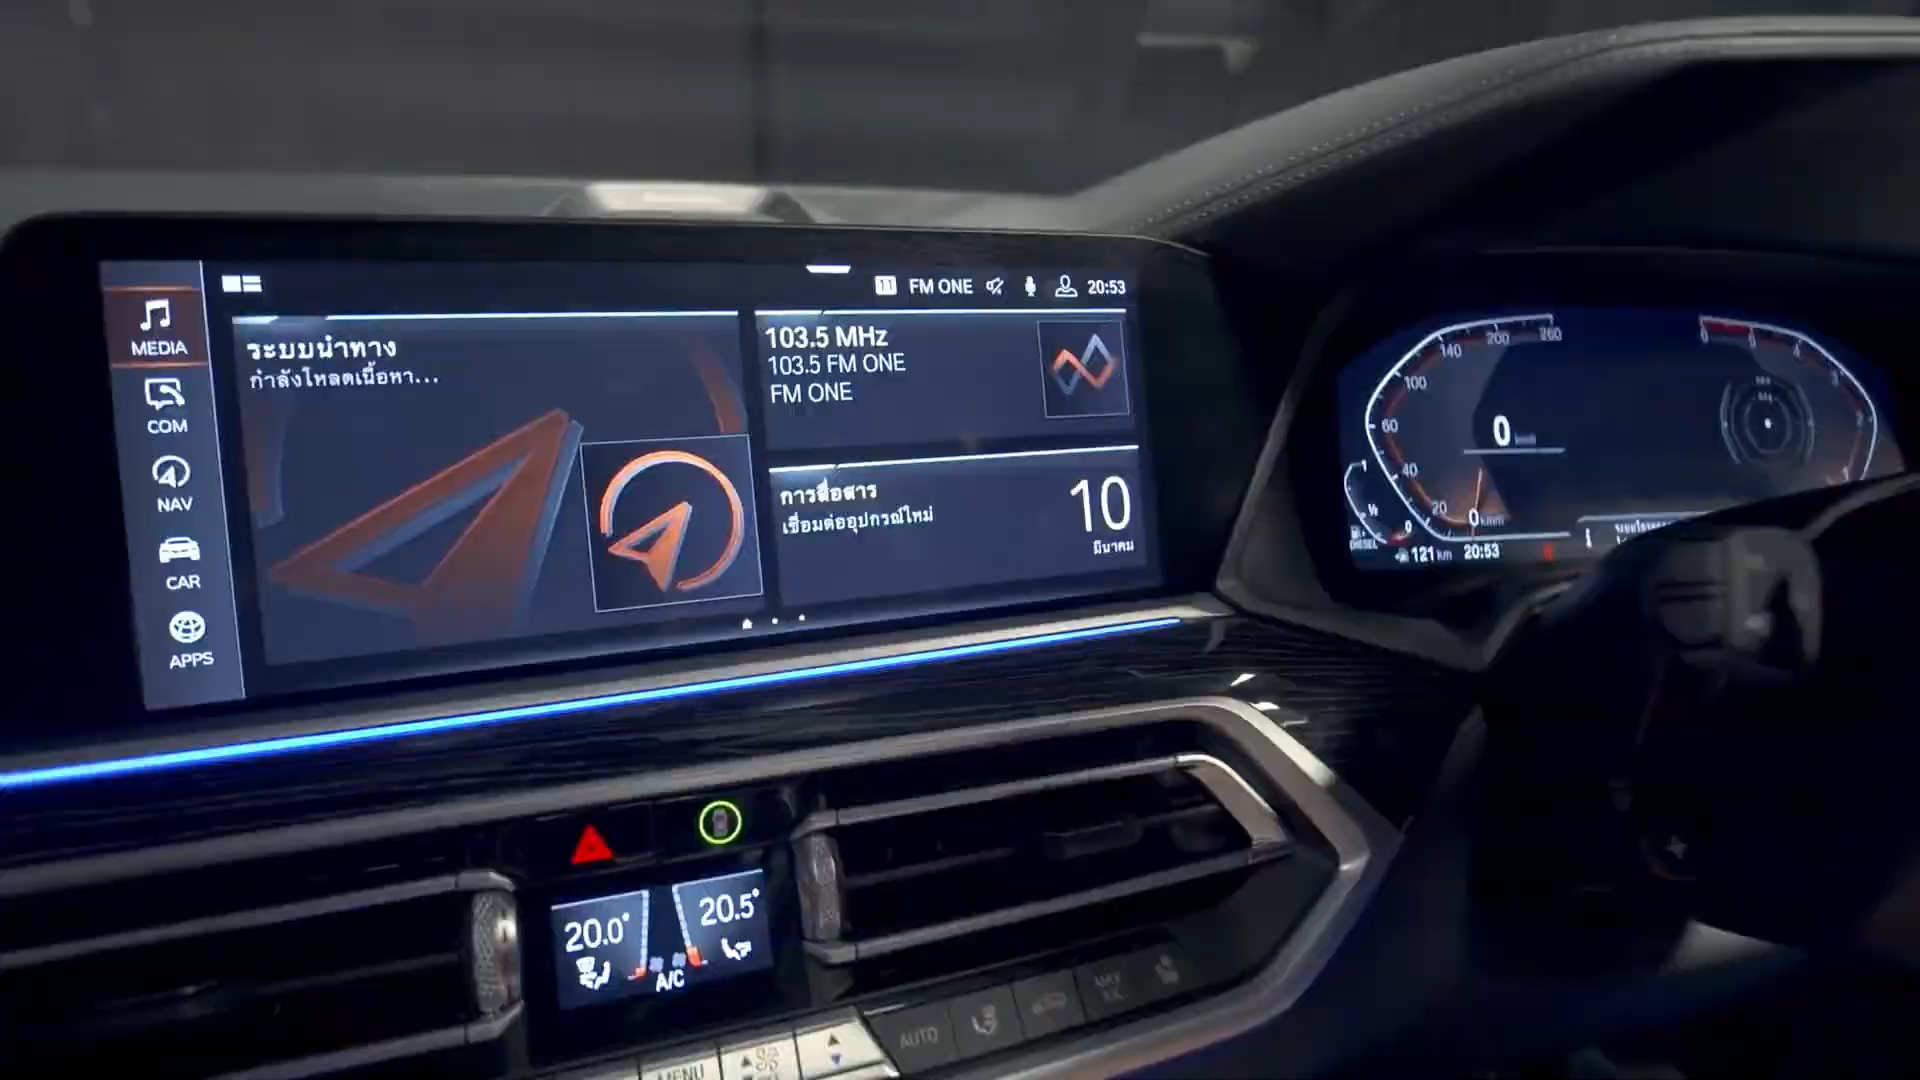 11 FM ONE 20:53
MEDIA
COM
NAV
CAR
APPS
ระบบนำทาง
กำลังโหลดเนื้อหา...
103.5 MHz
103.5 FM ONE
FM ONE
การสื่อสาร
เชื่อมต่ออุปกรณ์ใหม่
10
มีนาคม
20
40
60
100
140
200
260
0
0 km/h
121 km 20:53
DIESEL
20.0°
20.5°
A/C
AUTO
MENU